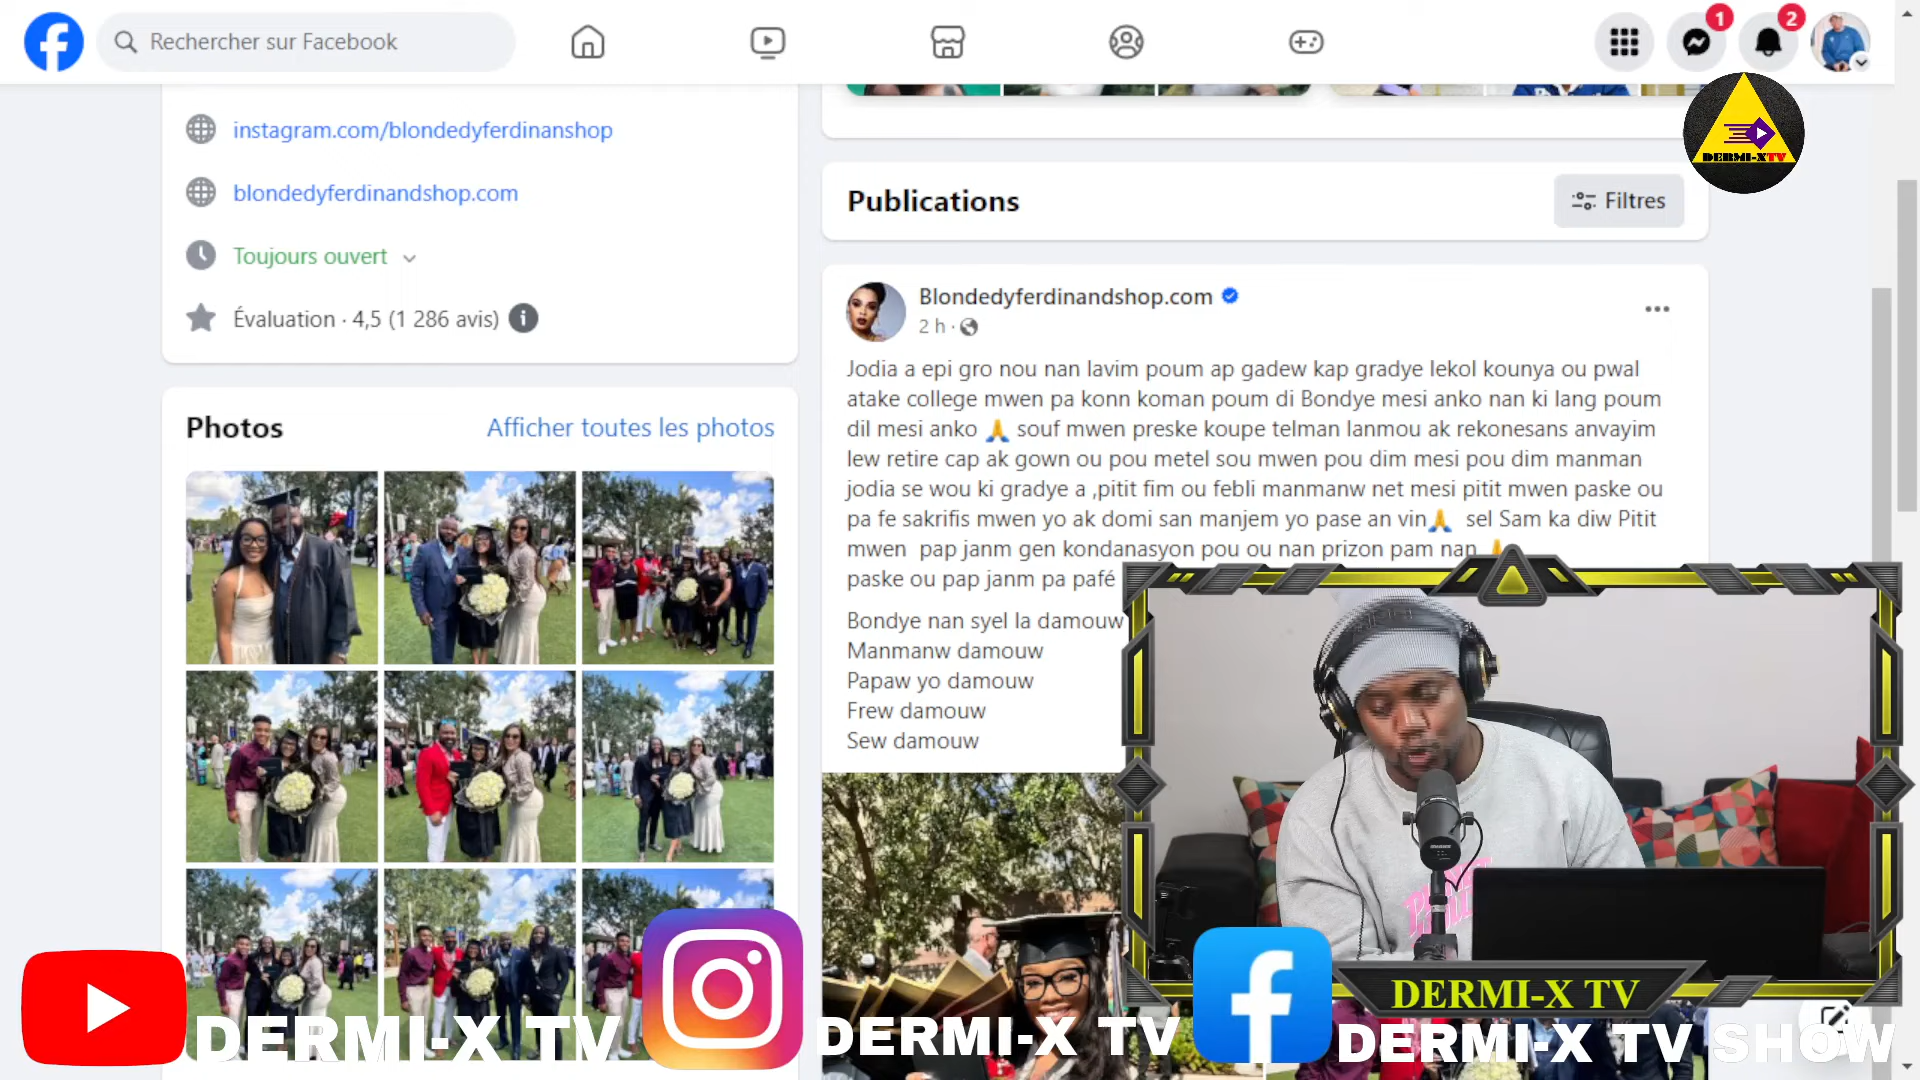 Rechercher sur Facebook
1
2
instagram.com/blondedyferdinanshop
blondedyferdinandshop.com
Toujours ouvert
Évaluation · 4,5 (1 286 avis)
Photos
Afficher toutes les photos
DERMI-XTV
Publications
Filtres
Blondedyferdinandshop.com
2 h ·
Jodia a epi gro nou nan lavim poum ap gadew kap gradye lekol kounya ou pwal
atake college mwen pa konn koman poum di Bondye mesi anko nan ki lang poum
dil mesi anko 🙏 souf mwen preske koupe telman lanmou ak rekonesans anvayim
lew retire cap ak gown ou pou metel sou mwen pou dim mesi pou dim manman
jodia se wou ki gradye a ,pitit fim ou febli manmanw net mesi pitit mwen paske ou
pa fe sakrifis mwen yo ak domi san manjem yo pase an vin🙏 sel Sam ka diw Pitit
mwen pap janm gen kondanasyon pou ou nan prizon pam nan 🙏
paske ou pap janm pa pafé
Bondye nan syel la damouw
Manmanw damouw
Papaw yo damouw
Frew damouw
Sew damouw
DERMI-X TV
DERMI-X TV
DERMI-X TV
DERMI-X TV SHOW